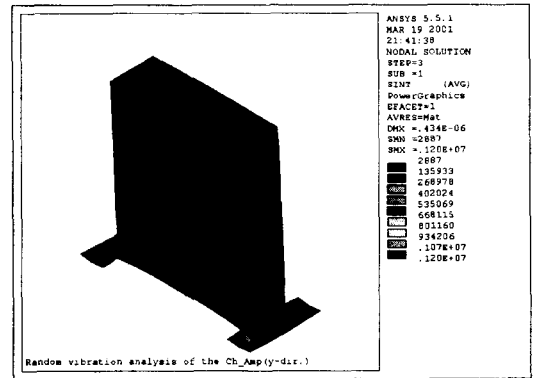 ANSYS 5.5.1
MAR 19 2001
21:41:38
NODAL SOLUTION
STEP=3
SUB =1
SINT (AVG)
PowerGraphics
EFACET=1
AVRES=Mat
DMX =.434E-06
SMN =2887
SMX =.120E+07
2887
135933
268978
402024
535069
668115
801160
934206
.107E+07
.120E+07
Random vibration analysis of the Ch_Amp(y-dir.)